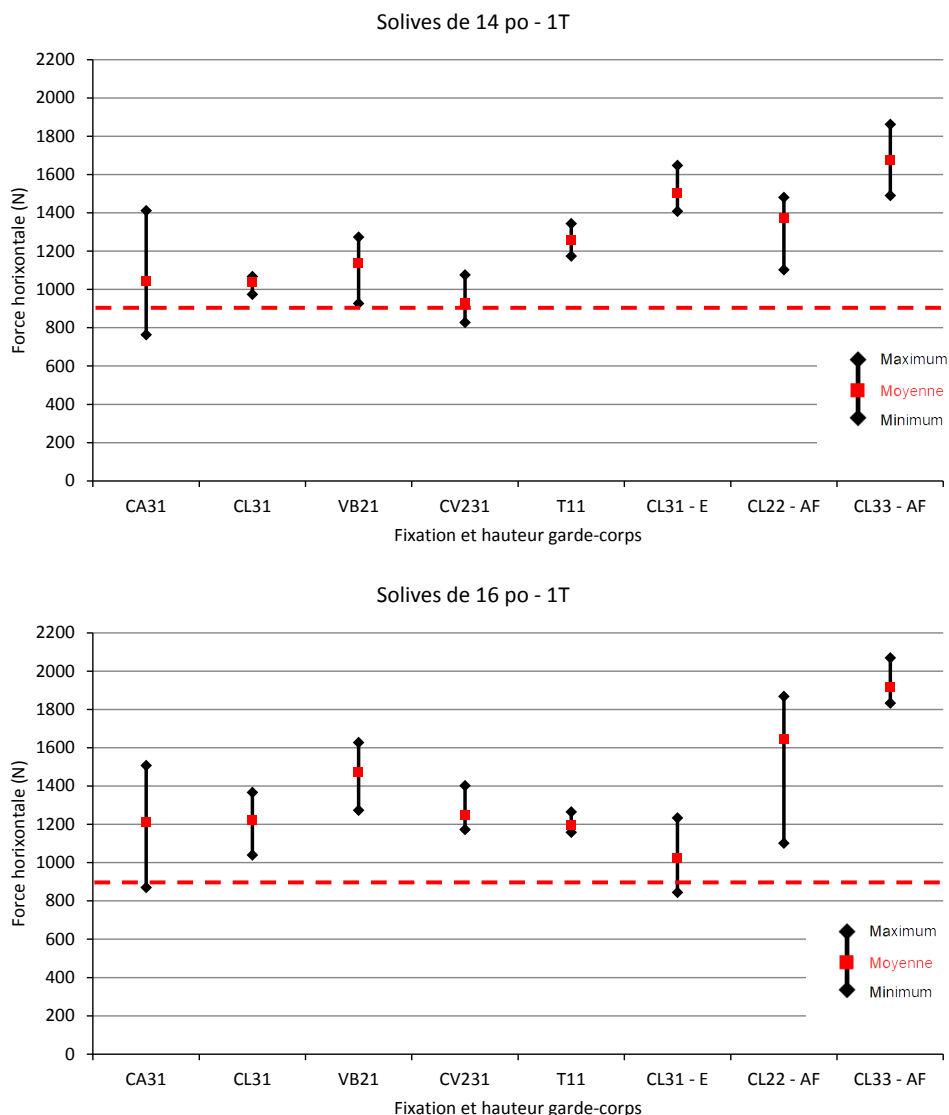 Solives de 14 po - 1T
2200
2000
1800
1600
1400
1200
1000
800
600
400
200
0
Force horixontale (N)
Maximum
Moyenne
Minimum
CA31 CL31 VB21 CV231 T11 CL31 - E CL22 - AF CL33 - AF
Fixation et hauteur garde-corps
Solives de 16 po - 1T
2200
2000
1800
1600
1400
1200
1000
800
600
400
200
0
Force horixontale (N)
Maximum
Moyenne
Minimum
CA31 CL31 VB21 CV231 T11 CL31 - E CL22 - AF CL33 - AF
Fixation et hauteur garde-corps